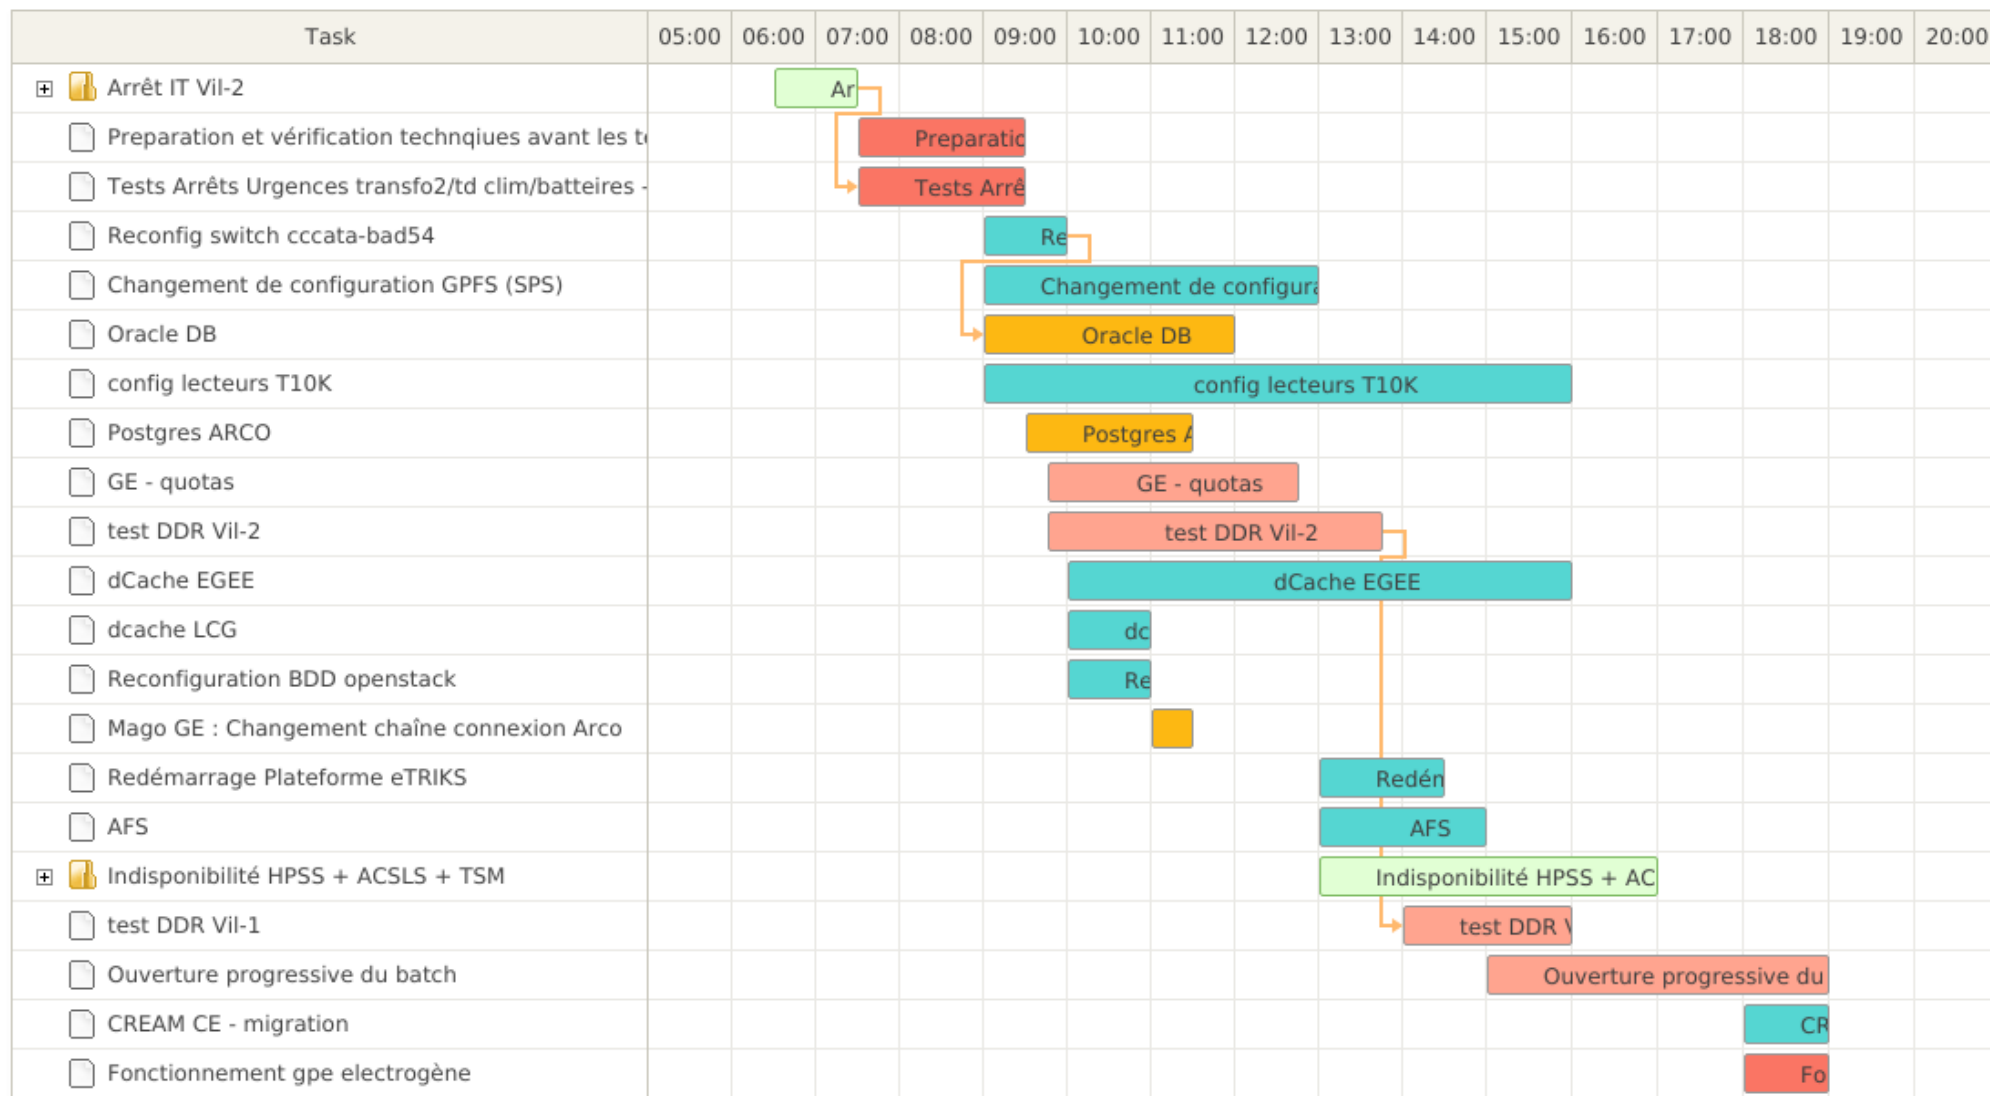 Task 05:00 06:00 07:00 08:00 09:00 10:00 11:00 12:00 13:00 14:00 15:00 16:00 17:00 18:00 19:00 20:00
Arrêt IT Vil-2 Ar
Preparation et vérification technqiues avant les te Preparatic
Tests Arrêts Urgences transfo2/td clim/batteires - Tests Arrê
Reconfig switch cccata-bad54 Re
Changement de configuration GPFS (SPS) Changement de configura
Oracle DB Oracle DB
config lecteurs T10K config lecteurs T10K
Postgres ARCO Postgres A
GE - quotas GE - quotas
test DDR Vil-2 test DDR Vil-2
dCache EGEE dCache EGEE
dcache LCG dc
Reconfiguration BDD openstack Re
Mago GE : Changement chaîne connexion Arco
Redémarrage Plateforme eTRIKS Redén
AFS AFS
Indisponibilité HPSS + ACSLS + TSM Indisponibilité HPSS + AC
test DDR Vil-1 test DDR V
Ouverture progressive du batch Ouverture progressive du
CREAM CE - migration CR
Fonctionnement gpe electrogène Fo